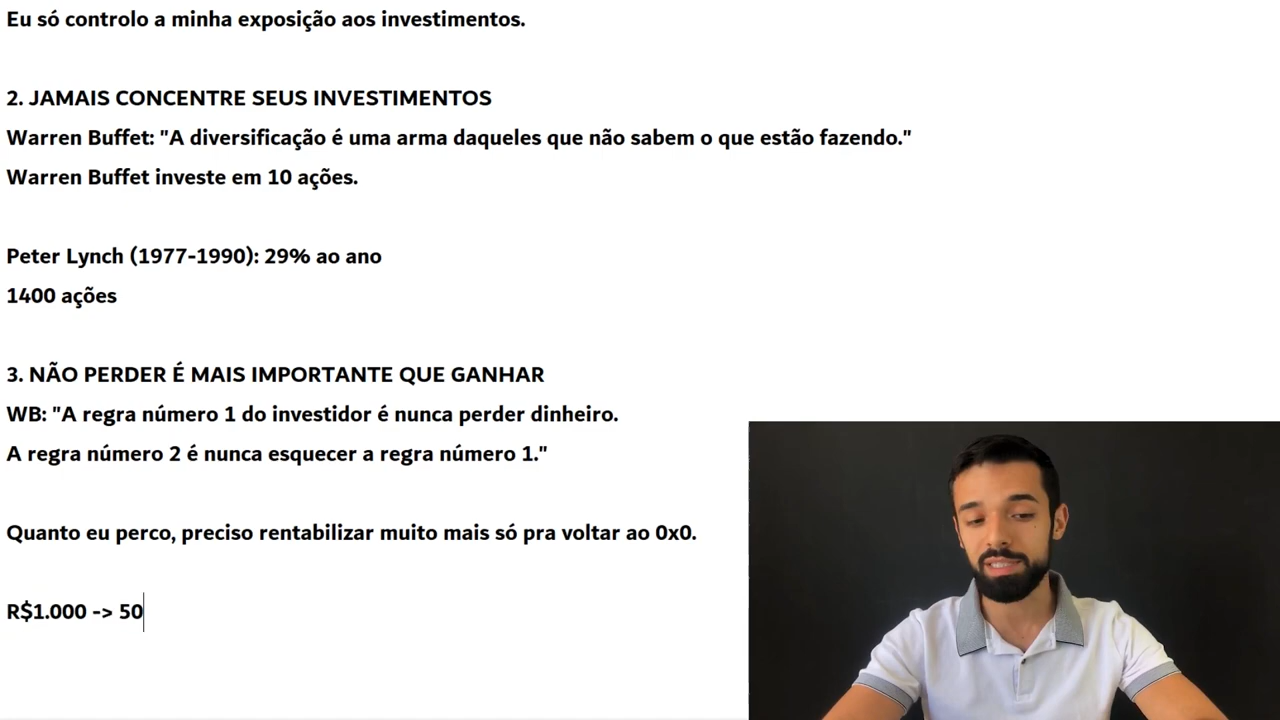 Eu só controlo a minha exposição aos investimentos.
2. JAMAIS CONCENTRE SEUS INVESTIMENTOS
Warren Buffet: "A diversificação é uma arma daqueles que não sabem o que estão fazendo."
Warren Buffet investe em 10 ações.
Peter Lynch (1977-1990): 29% ao ano
1400 ações
3. NÃO PERDER É MAIS IMPORTANTE QUE GANHAR
WB: "A regra número 1 do investidor é nunca perder dinheiro.
A regra número 2 é nunca esquecer a regra número 1."
Quanto eu perco, preciso rentabilizar muito mais só pra voltar ao 0x0.
R$1.000 -> 50